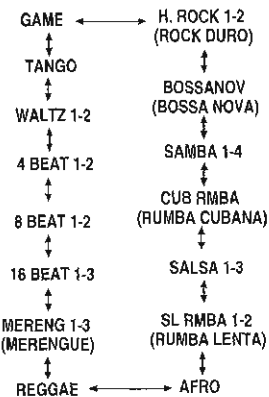 GAME
TANGO
WALTZ 1-2
4 BEAT 1-2
8 BEAT 1-2
16 BEAT 1-3
MERENG 1-3
(MERENGUE)
REGGAE
H. ROCK 1-2
(ROCK DURO)
BOSSANOV
(BOSSA NOVA)
SAMBA 1-4
CUB RMBA
(RUMBA CUBANA)
SALSA 1-3
SL RMBA 1-2
(RUMBA LENTA)
AFRO